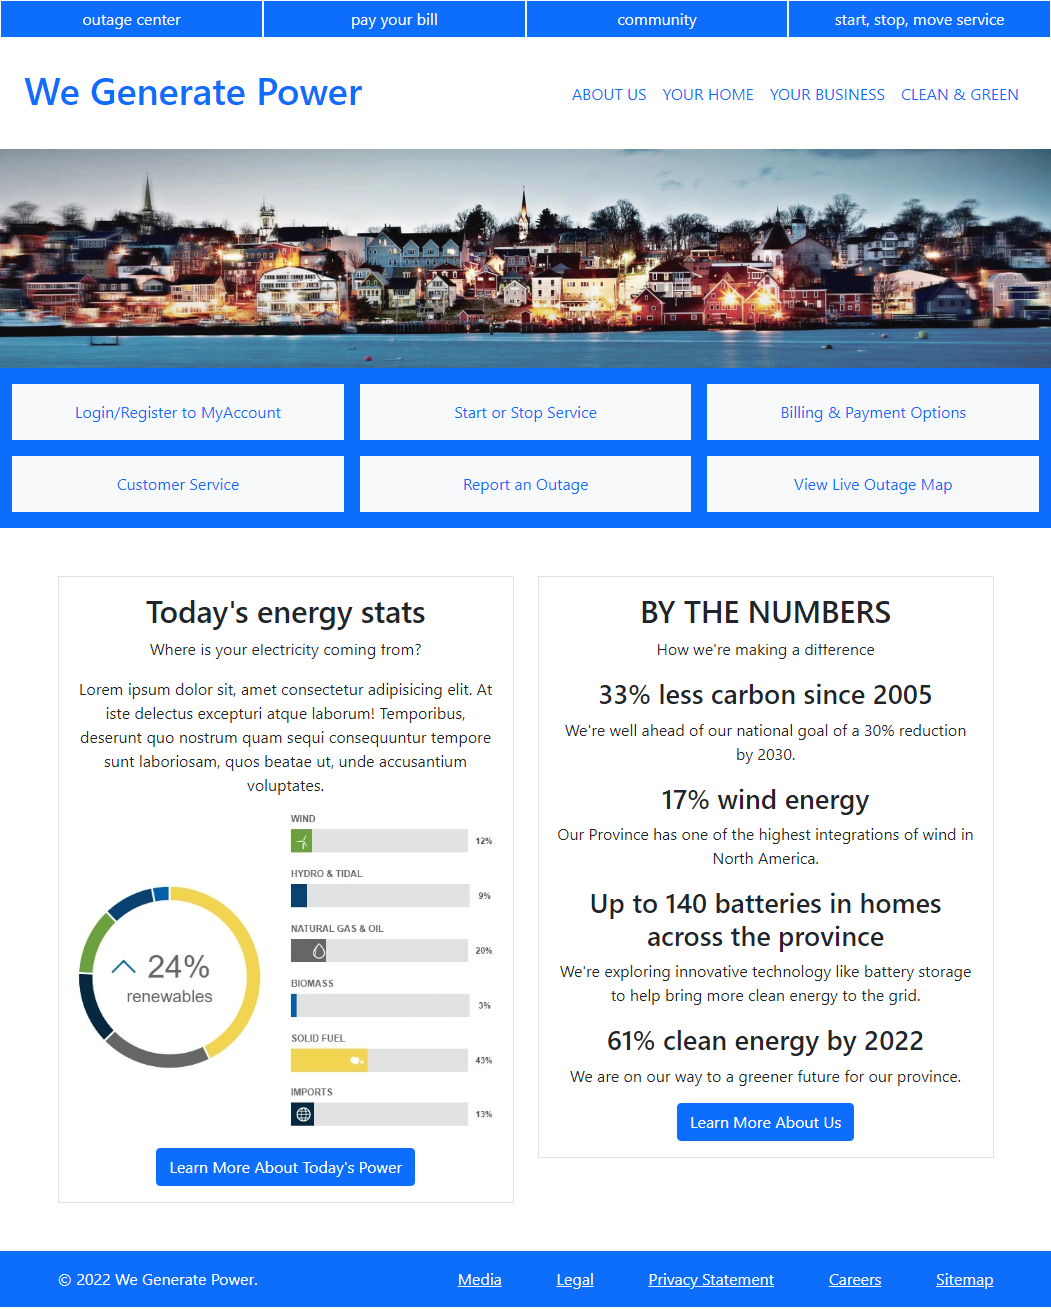 outage center
pay your bill
community
start, stop, move service
We Generate Power
ABOUT US
YOUR HOME
YOUR BUSINESS
CLEAN & GREEN
Login/Register to MyAccount
Start or Stop Service
Billing & Payment Options
Customer Service
Report an Outage
View Live Outage Map
Today's energy stats
Where is your electricity coming from?
Lorem ipsum dolor sit, amet consectetur adipisicing elit. At
iste delectus excepturi atque laborum! Temporibus,
deserunt quo nostrum quam sequi consequuntur tempore
sunt laboriosam, quos beatae ut, unde accusantium
voluptates.
24%
renewables
WIND
12%
HYDRO & TIDAL
9%
NATURAL GAS & OIL
20%
BIOMASS
3%
SOLID FUEL
43%
IMPORTS
13%
Learn More About Today's Power
BY THE NUMBERS
How we're making a difference
33% less carbon since 2005
We're well ahead of our national goal of a 30% reduction
by 2030.
17% wind energy
Our Province has one of the highest integrations of wind in
North America.
Up to 140 batteries in homes
across the province
We're exploring innovative technology like battery storage
to help bring more clean energy to the grid.
61% clean energy by 2022
We are on our way to a greener future for our province.
Learn More About Us
© 2022 We Generate Power.
Media
Legal
Privacy Statement
Careers
Sitemap